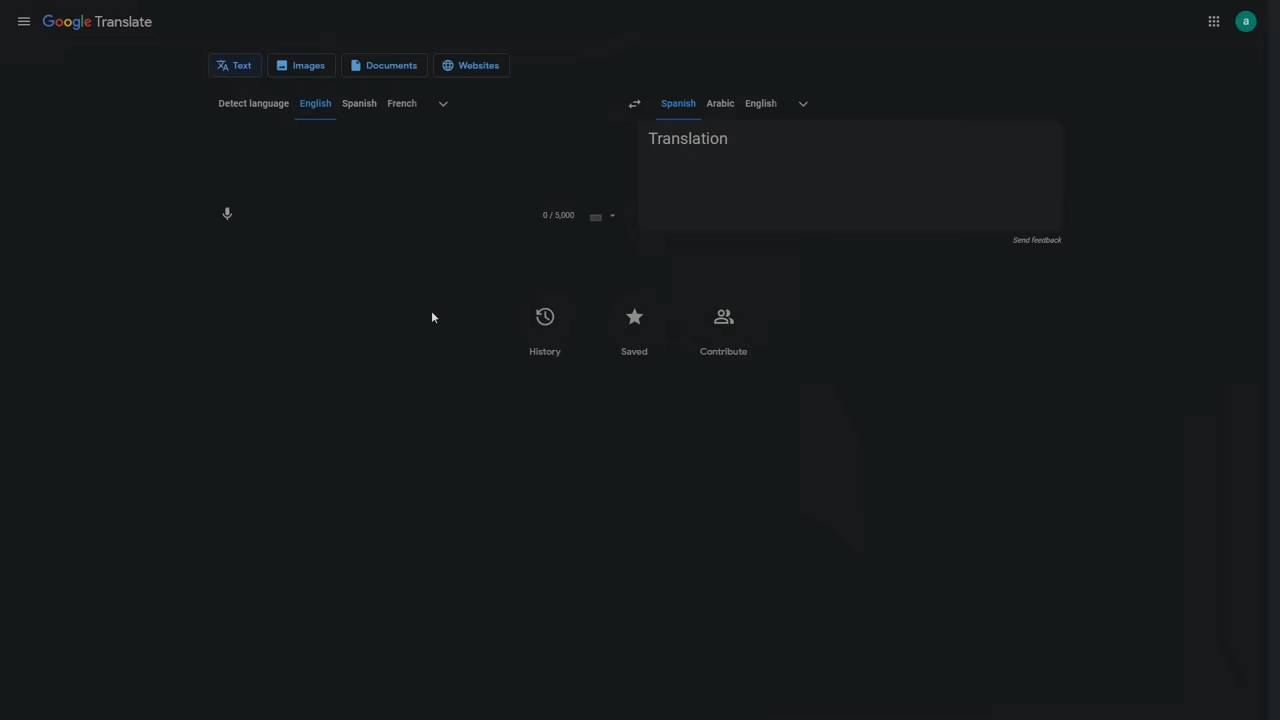 Google Translate
a
Text Images Documents Websites
Detect language English Spanish French
Spanish Arabic English
Translation
0 / 5,000
Send feedback
History Saved Contribute